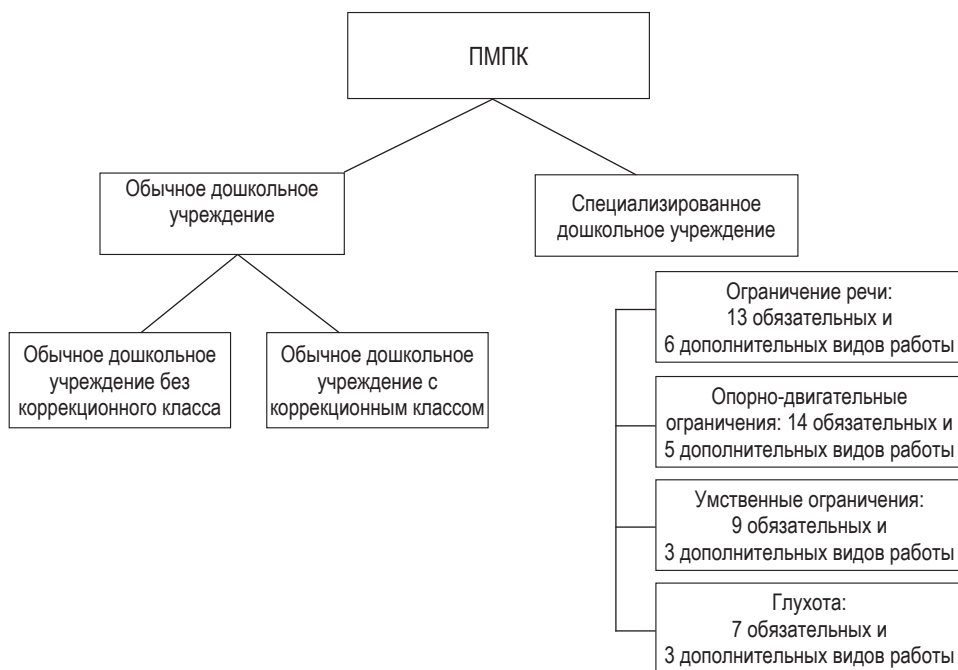 ПМПК
Обычное дошкольное
учреждение
Специализированное
дошкольное учреждение
Обычное дошкольное
учреждение без
коррекционного класса
Обычное дошкольное
учреждение с
коррекционным классом
Ограничение речи:
13 обязательных и
6 дополнительных видов работы
Опорно-двигательные
ограничения: 14 обязательных и
5 дополнительных видов работы
Умственные ограничения:
9 обязательных и
3 дополнительных видов работы
Глухота:
7 обязательных и
3 дополнительных видов работы